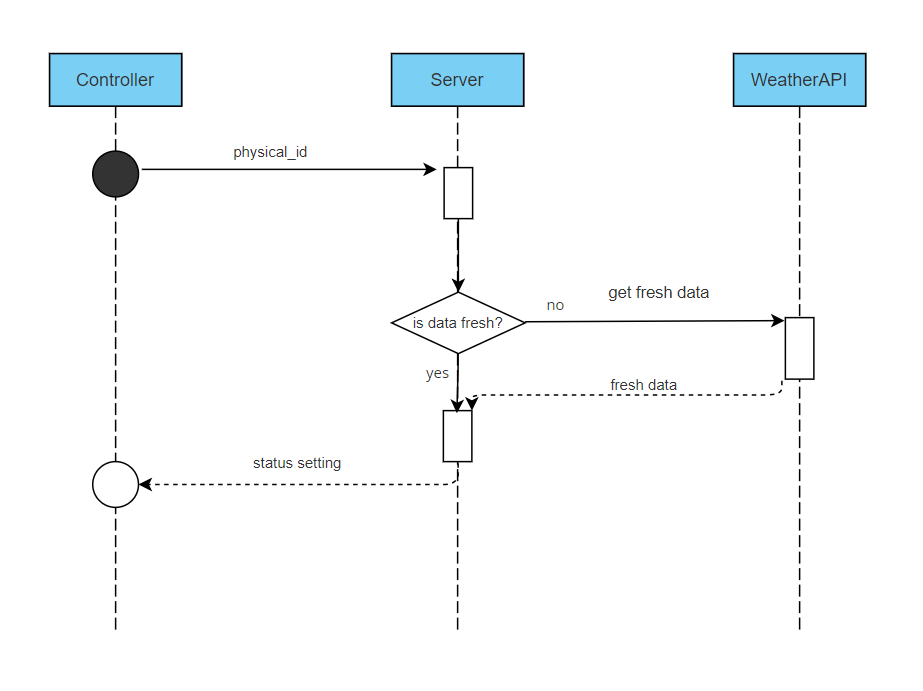 Controller
Server
WeatherAPI
physical_id
get fresh data
no
is data fresh?
yes
fresh data
status setting